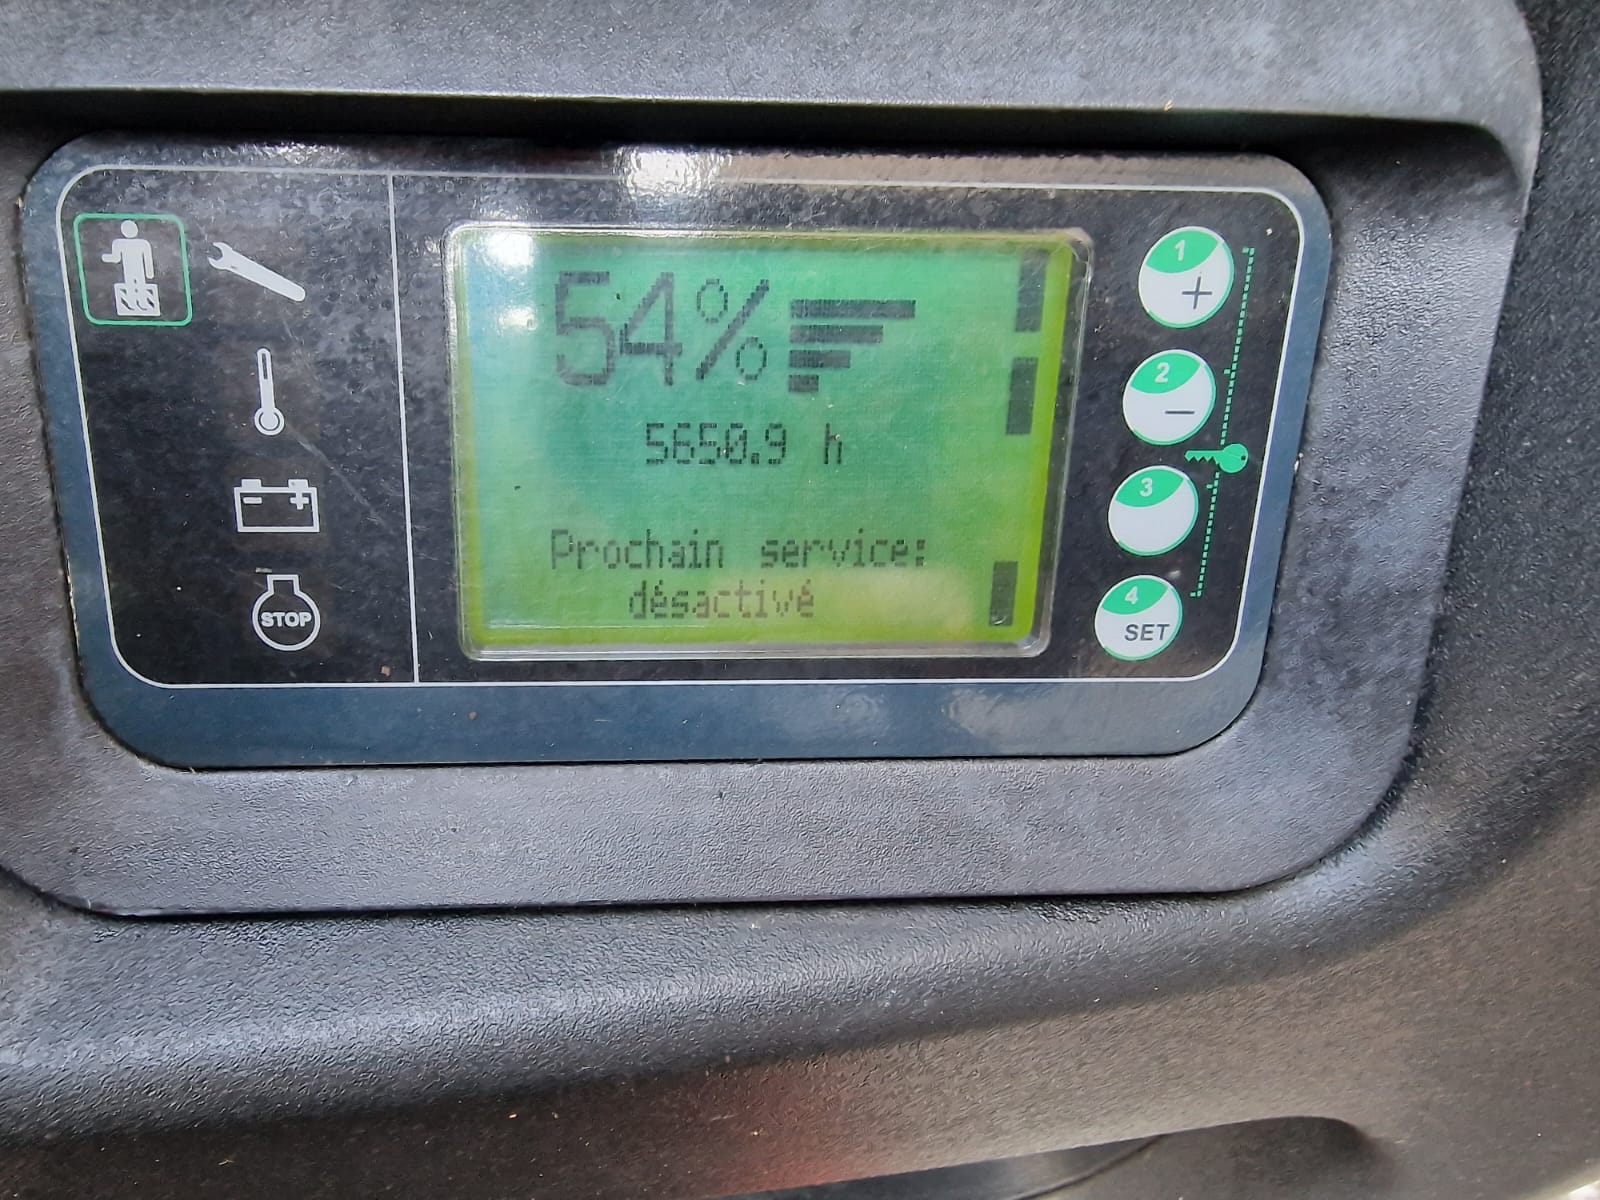 54%
5650.9 h
Prochain service:
désactivé
STOP
1
+
2
−
3
4
SET